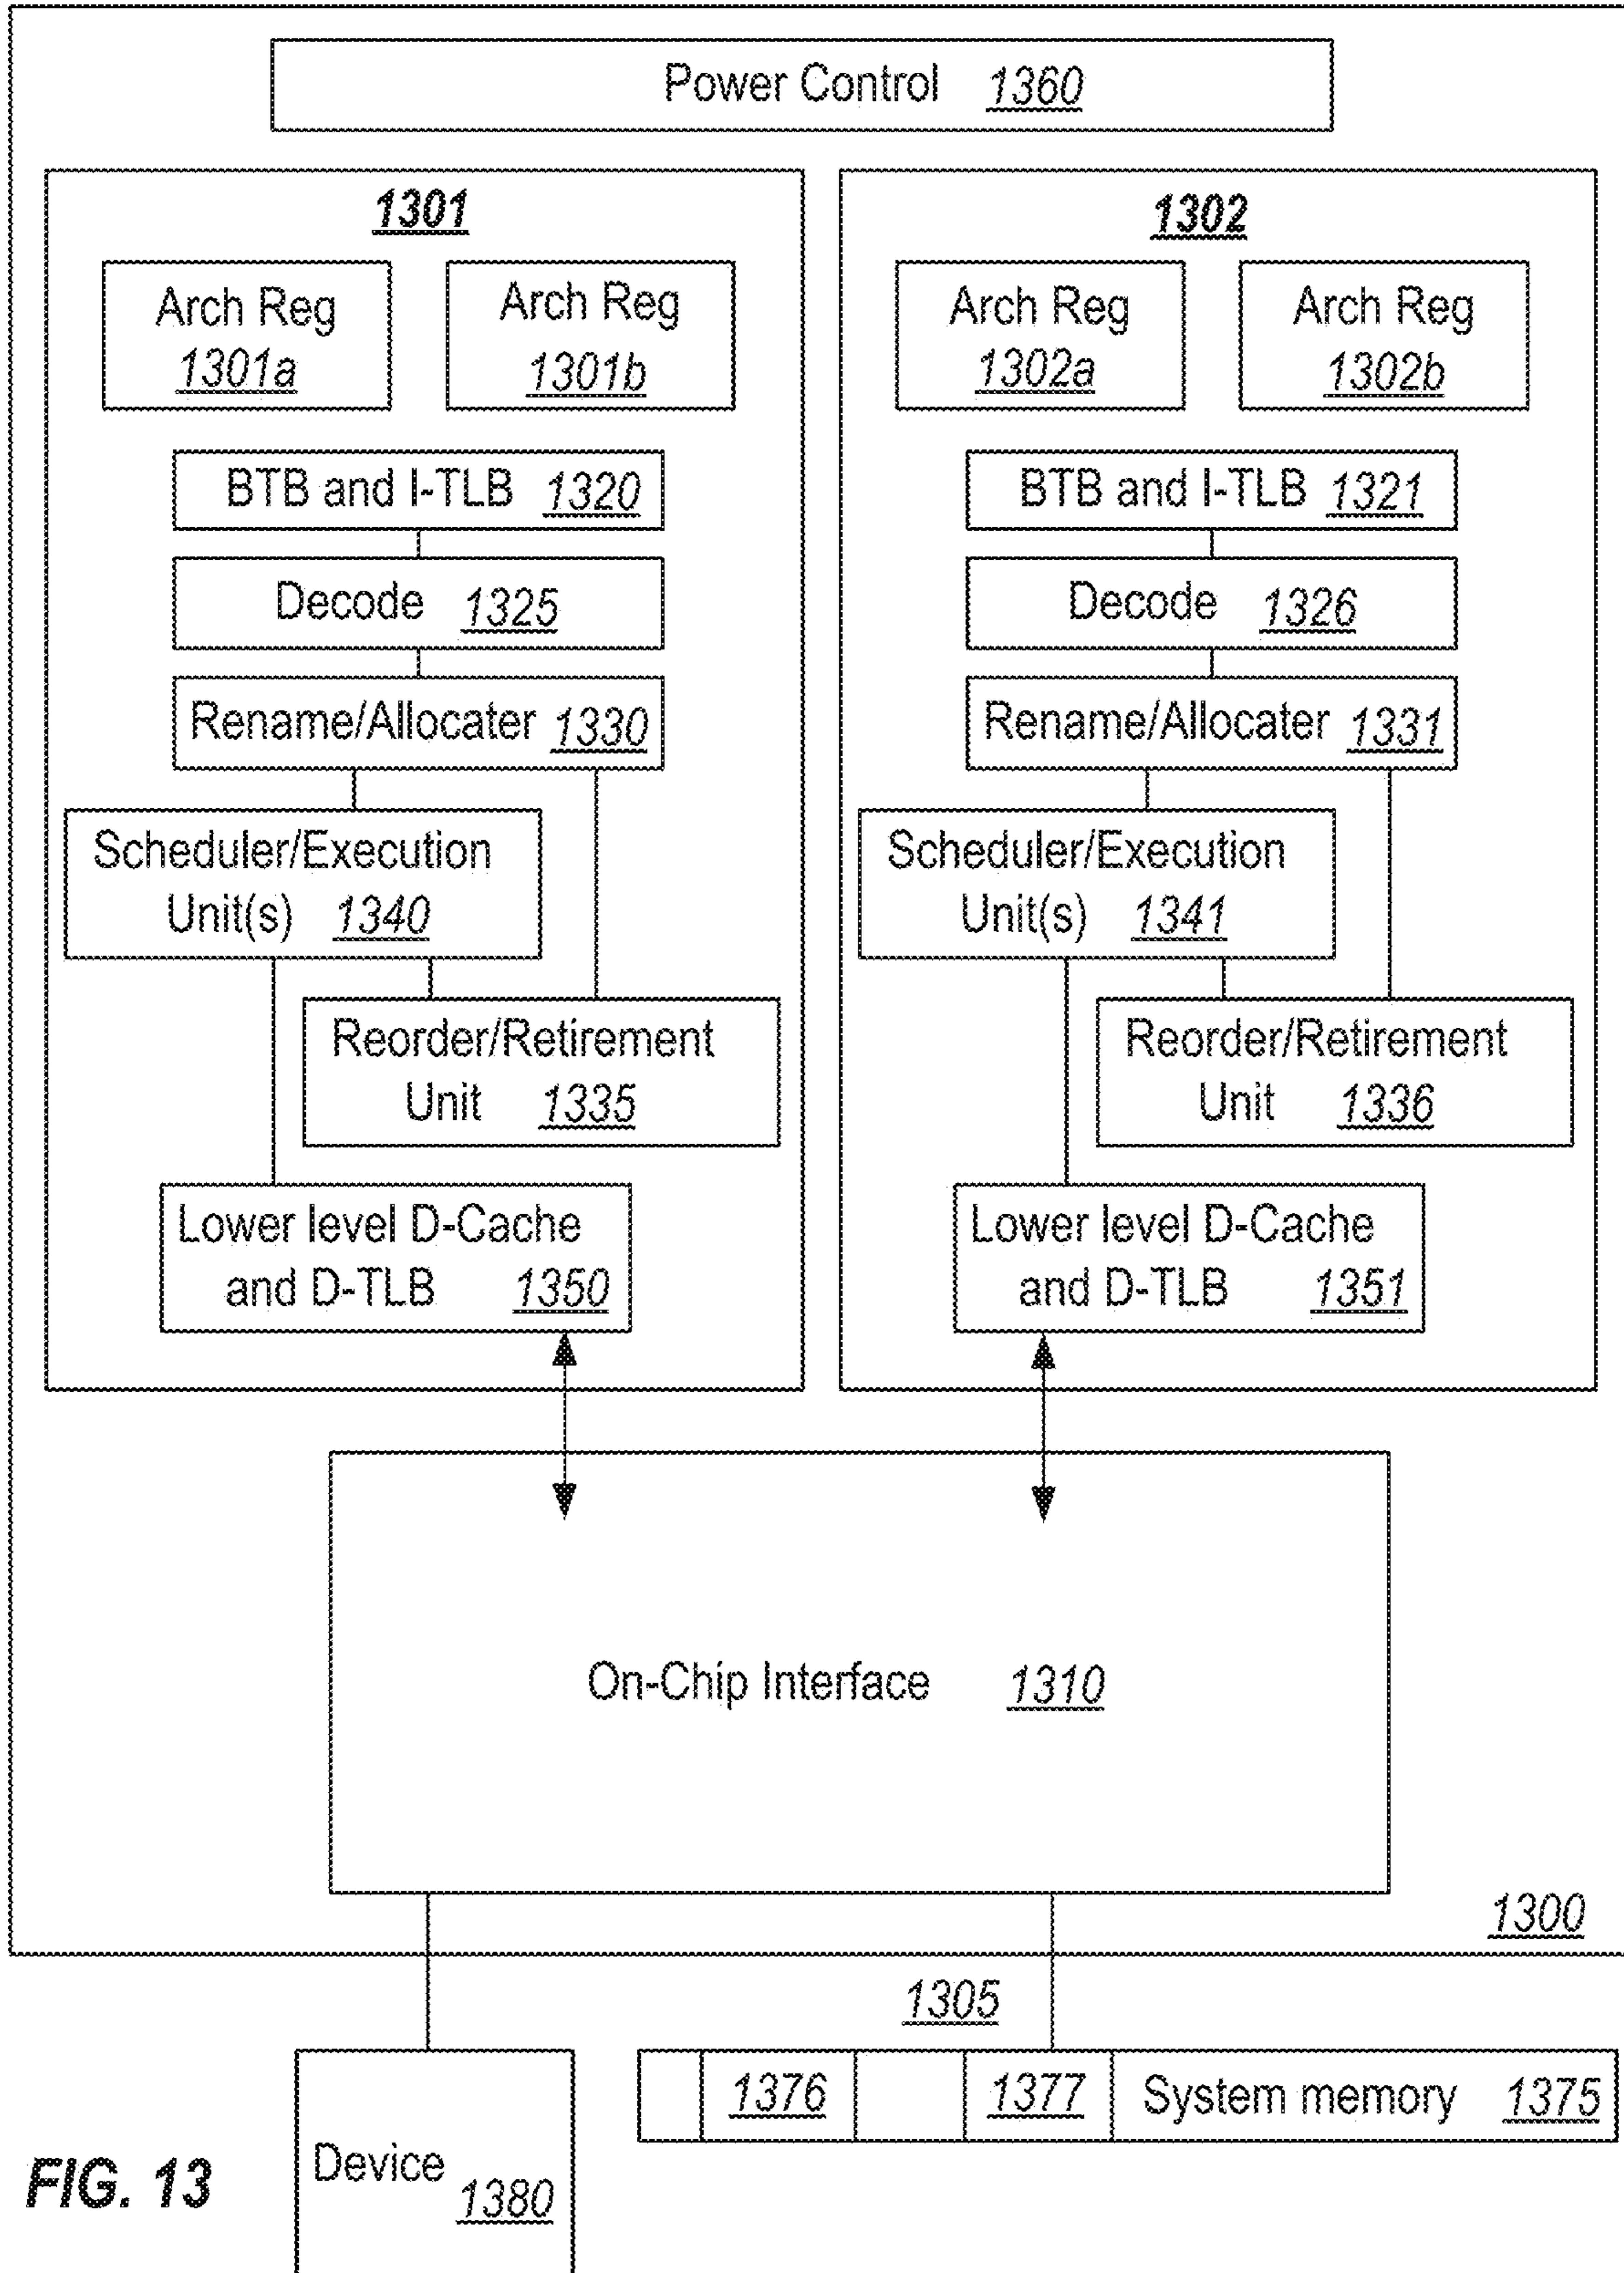 Power Control 1360
1301
Arch Reg
1301a
Arch Reg
1301b
BTB and I-TLB 1320
Decode 1325
Rename/Allocater 1330
Scheduler/Execution
Unit(s) 1340
Reorder/Retirement
Unit 1335
Lower level D-Cache
and D-TLB 1350
1302
Arch Reg
1302a
Arch Reg
1302b
BTB and I-TLB 1321
Decode 1326
Rename/Allocater 1331
Scheduler/Execution
Unit(s) 1341
Reorder/Retirement
Unit 1336
Lower level D-Cache
and D-TLB 1351
On-Chip Interface 1310
1300
1305
1376 1377 System memory 1375
Device 1380
FIG. 13